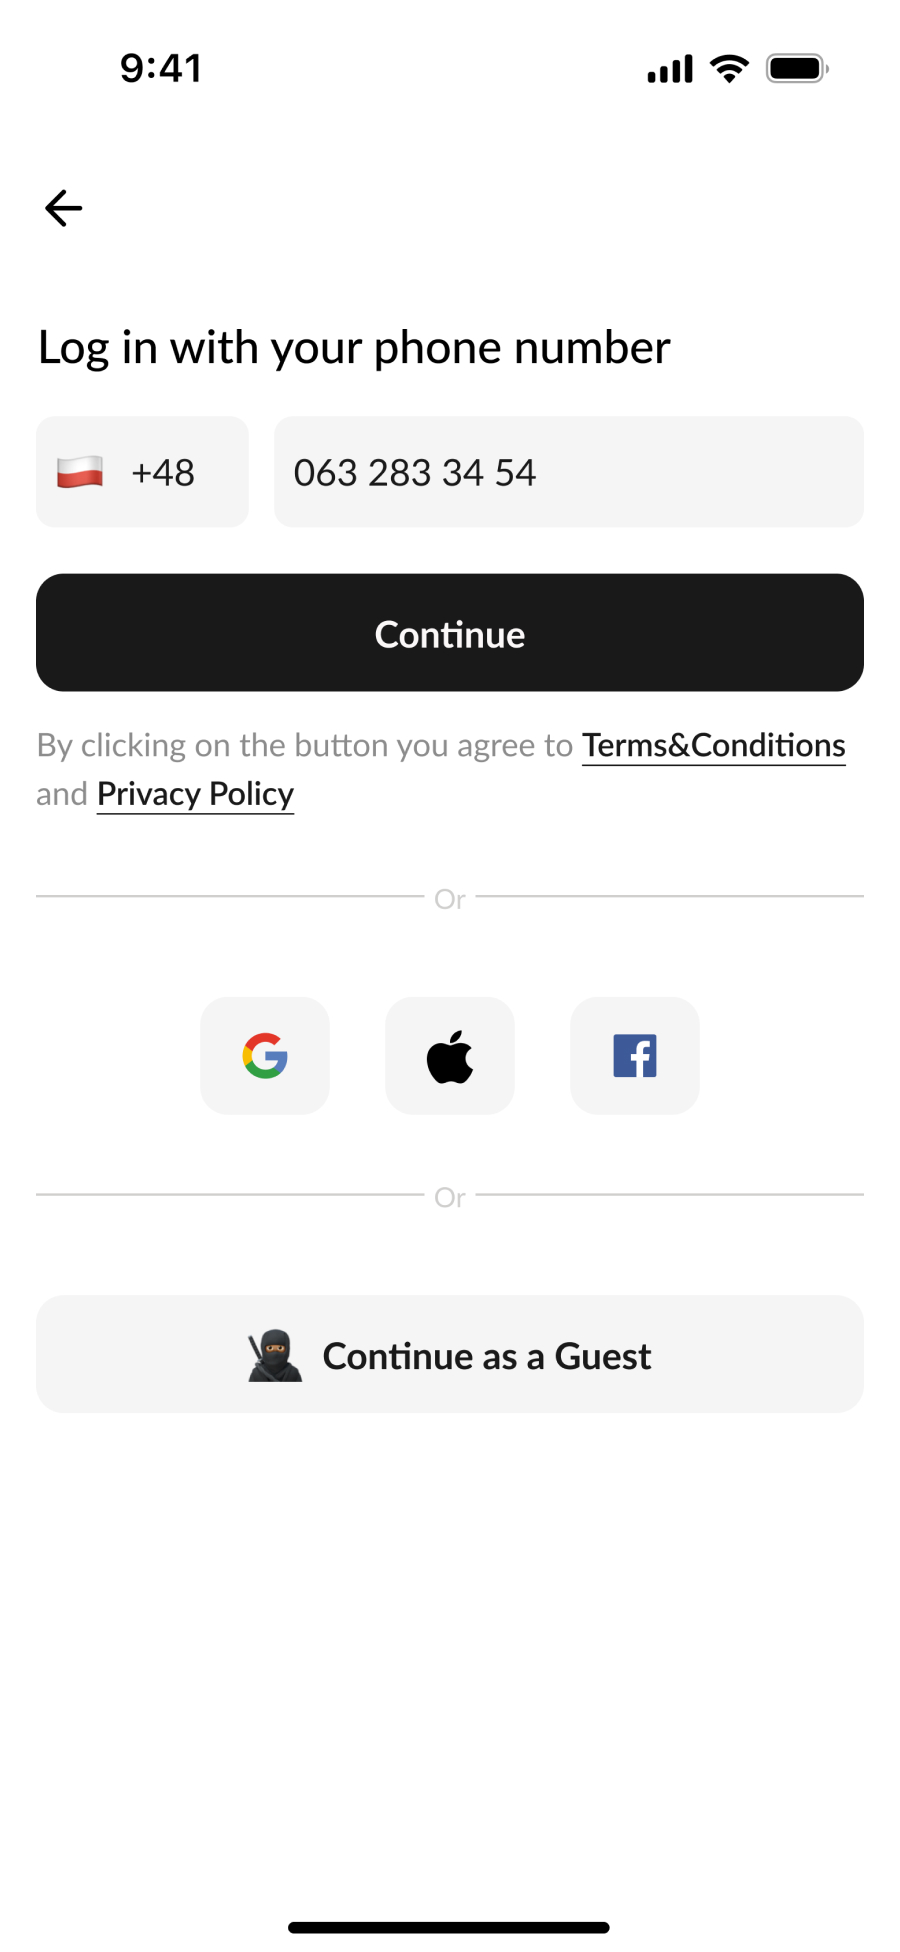 9:41
Log in with your phone number
+48
063 283 34 54
Continue
By clicking on the button you agree to Terms&Conditions
and Privacy Policy
Or
Or
Continue as a Guest